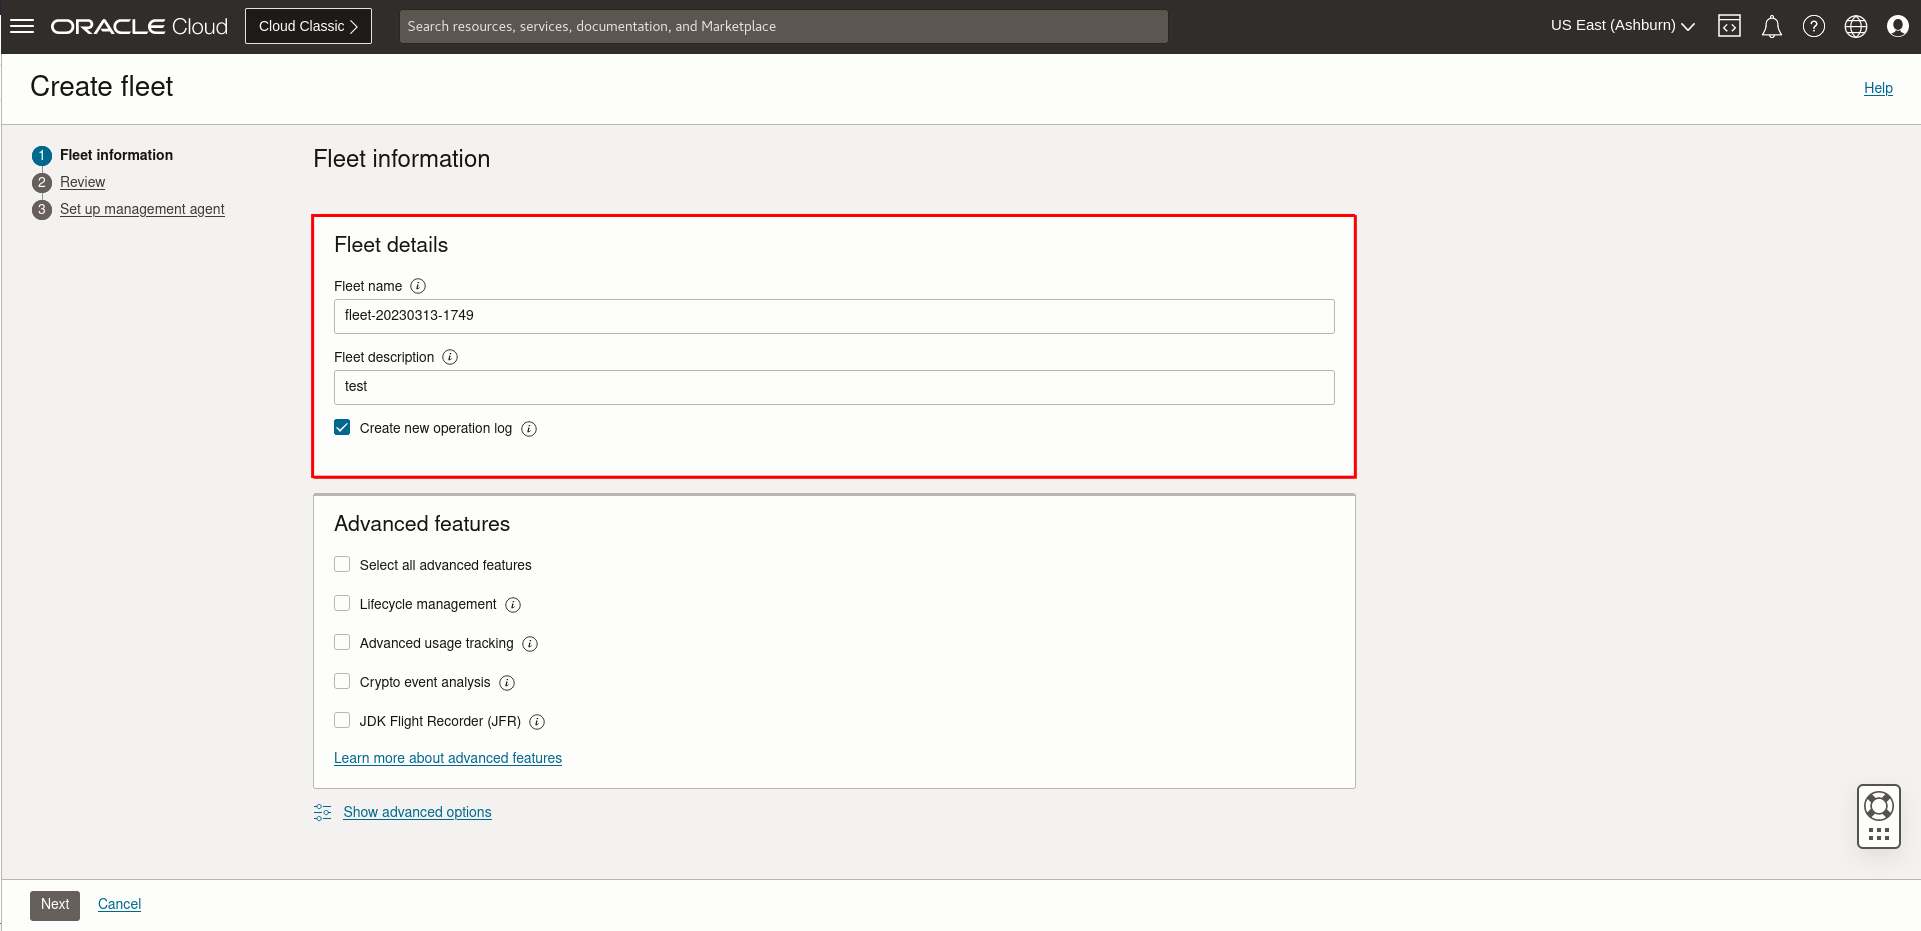 ORACLE Cloud
Cloud Classic
Search resources, services, documentation, and Marketplace
US East (Ashburn)
Create fleet
Help
1 Fleet information
2 Review
3 Set up management agent
Fleet information
Fleet details
Fleet name
fleet-20230313-1749
Fleet description
test
Create new operation log
Advanced features
Select all advanced features
Lifecycle management
Advanced usage tracking
Crypto event analysis
JDK Flight Recorder (JFR)
Learn more about advanced features
Show advanced options
Next
Cancel